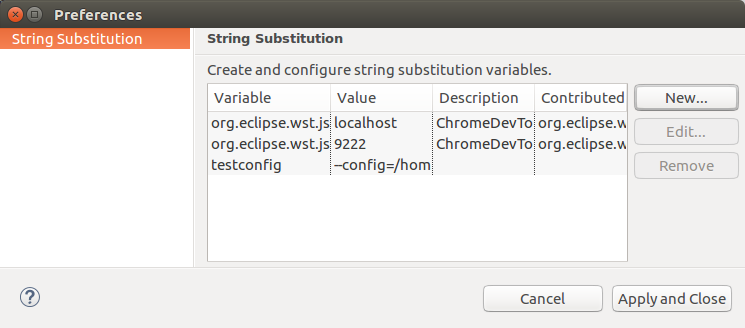 Preferences
String Substitution
String Substitution
Create and configure string substitution variables.
Variable Value Description Contributed
org.eclipse.wst.js localhost ChromeDevTo org.eclipse.w
org.eclipse.wst.js 9222 ChromeDevTo org.eclipse.w
testconfig --config=/hom
New...
Edit...
Remove
?
Cancel
Apply and Close